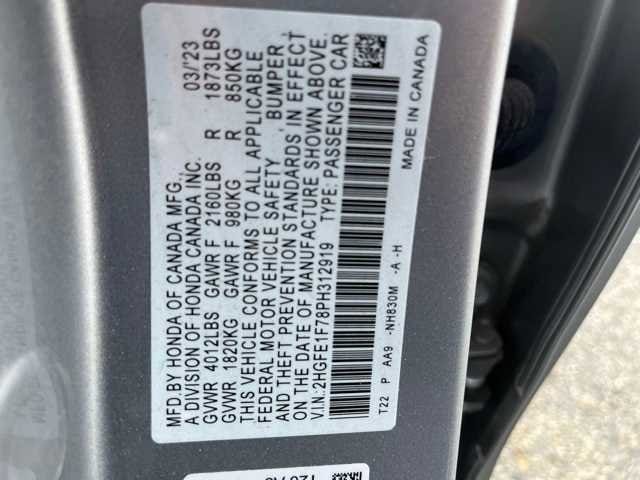 MFD.BY HONDA OF CANADA MFG., 03/'23
A DIVISION OF HONDA CANADA INC.
GVWR 4012LBS GAWR F 2160LBS R 1873LBS
GVWR 1820KG GAWR F 980KG R 850KG
THIS VEHICLE CONFORMS TO ALL APPLICABLE
FEDERAL MOTOR VEHICLE SAFETY , BUMPER ,
AND THEFT PREVENTION STANDARDS IN EFFECT
ON THE DATE OF MANUFACTURE SHOWN ABOVE.
V.I.N.:2HGFE1F78PH312919 TYPE: PASSENGER CAR
T22 P AA9 -NH830M -A -H
MADE IN CANADA